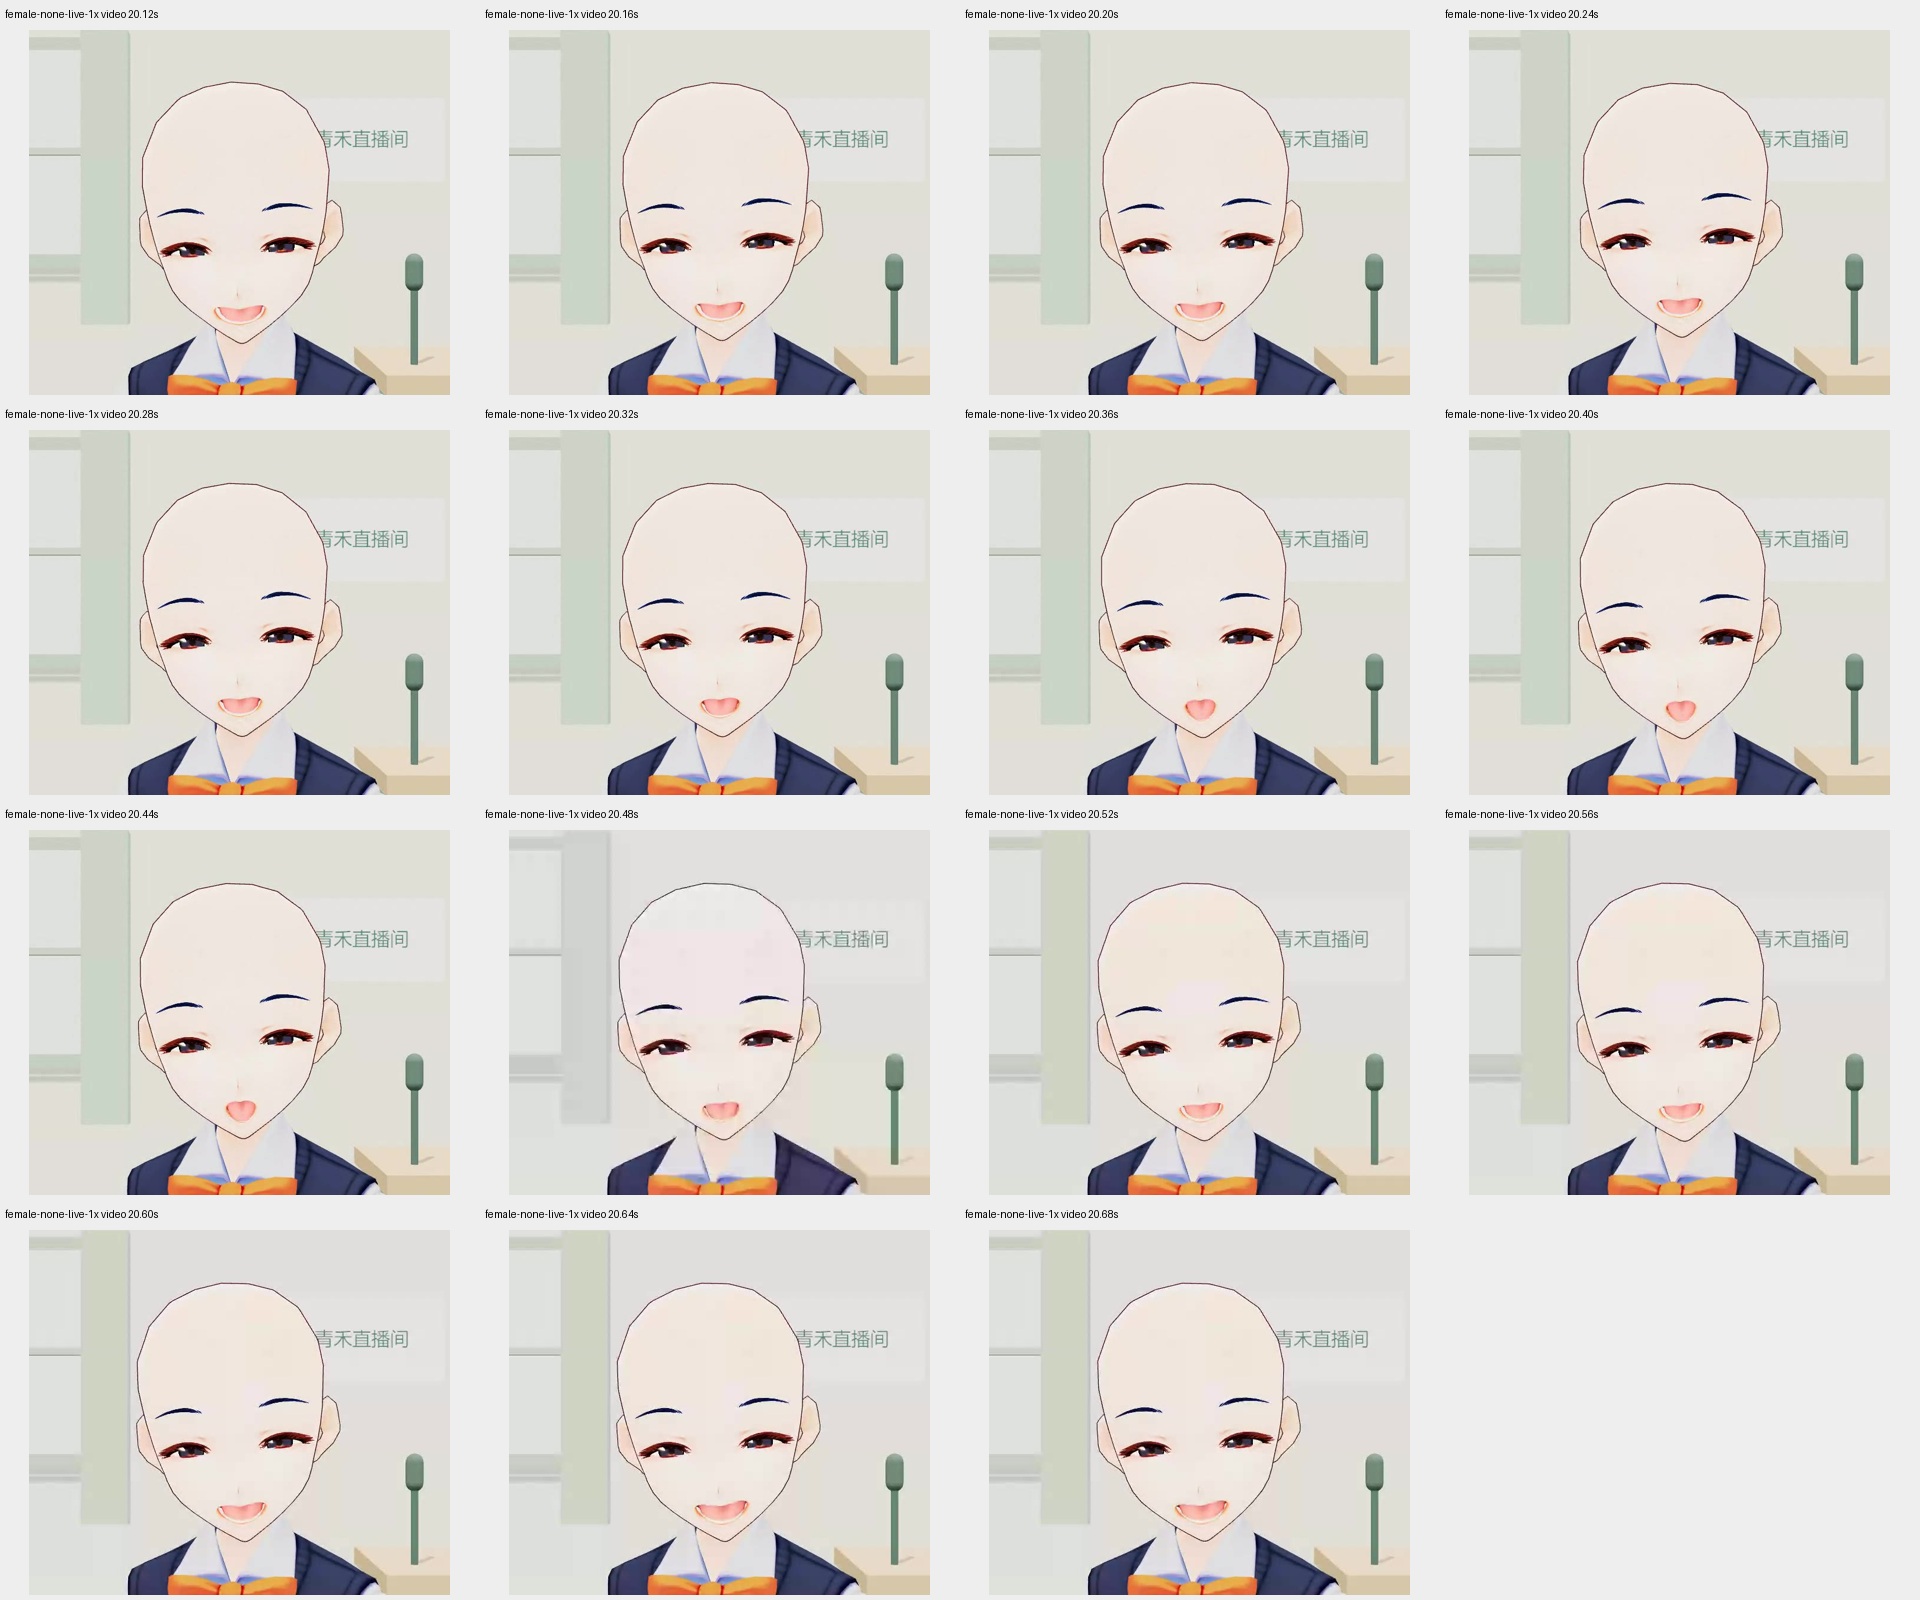 female-none-live-1x video 20.12s
female-none-live-1x video 20.16s
female-none-live-1x video 20.20s
female-none-live-1x video 20.24s
青禾直播间
青禾直播间
青禾直播间
青禾直播间
female-none-live-1x video 20.28s
female-none-live-1x video 20.32s
female-none-live-1x video 20.36s
female-none-live-1x video 20.40s
青禾直播间
青禾直播间
青禾直播间
青禾直播间
female-none-live-1x video 20.44s
female-none-live-1x video 20.48s
female-none-live-1x video 20.52s
female-none-live-1x video 20.56s
青禾直播间
青禾直播间
青禾直播间
青禾直播间
female-none-live-1x video 20.60s
female-none-live-1x video 20.64s
female-none-live-1x video 20.68s
青禾直播间
青禾直播间
青禾直播间